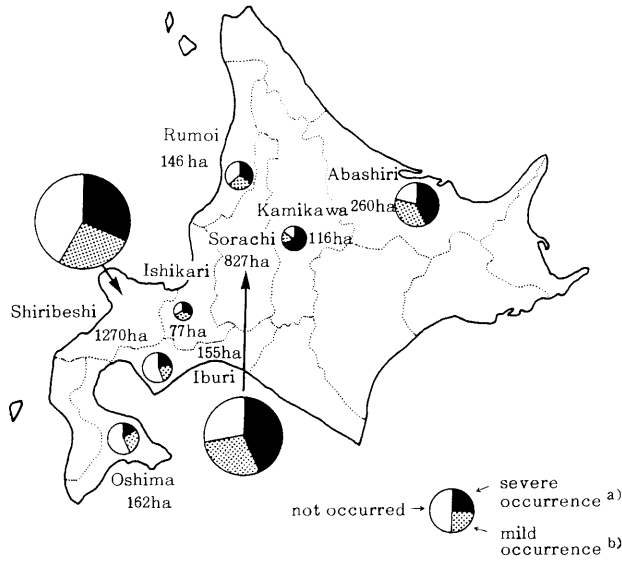 Rumoi
146 ha
Abashiri
260ha
Kamikawa
116ha
Sorachi
827ha
Ishikari
77ha
Shiribeshi
1270ha
155ha
Iburi
Oshima
162ha
not occurred →
severe
occurrence a)
mild
occurrence b)